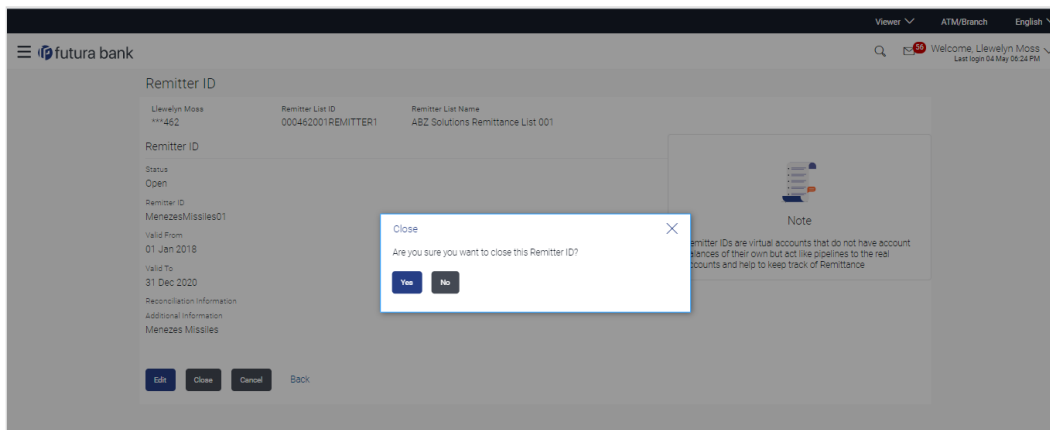 Viewer ATM/Branch English
futura bank 56 Welcome, Llewelyn Moss
Last login 04 May 06:24 PM
Remitter ID
Llewelyn Moss Remitter List ID Remitter List Name
***462 000462001REMITTER1 ABZ Solutions Remittance List 001
Remitter ID
Status
Open
Remitter ID
MenezesMissiles01
Valid From
01 Jan 2018
Valid To
31 Dec 2020
Reconciliation Information
Additional Information
Menezes Missiles
Edit Close Cancel Back
Close
Are you sure you want to close this Remitter ID?
Yes No
Note
emitter IDs are virtual accounts that do not have account
alances of their own but act like pipelines to the real
ccounts and help to keep track of Remittance